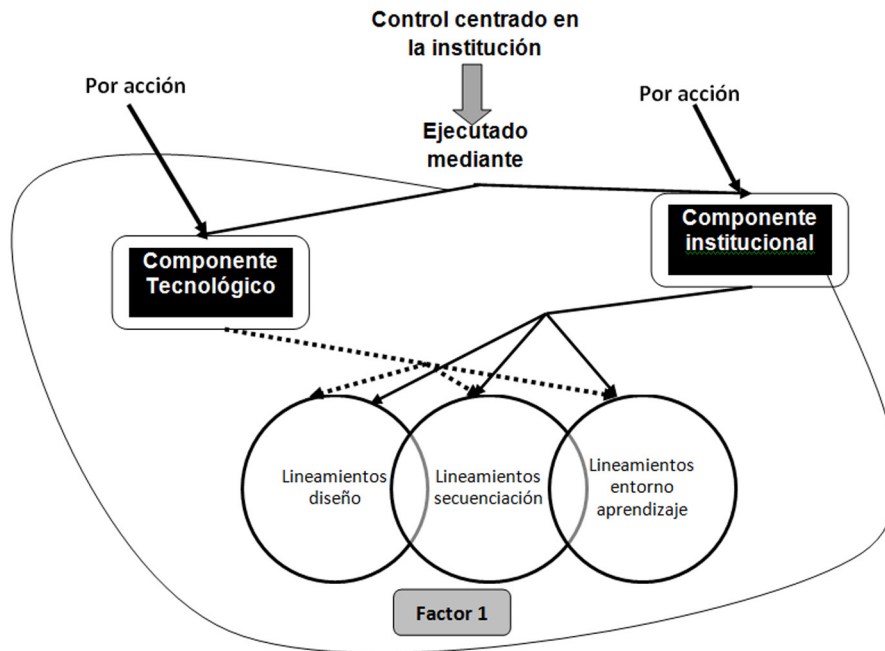 Control centrado en
la institución
Por acción
Por acción
Ejecutado
mediante
Componente
Tecnológico
Componente
institucional
Lineamientos
diseño
Lineamientos
secuenciación
Lineamientos
entorno
aprendizaje
Factor 1